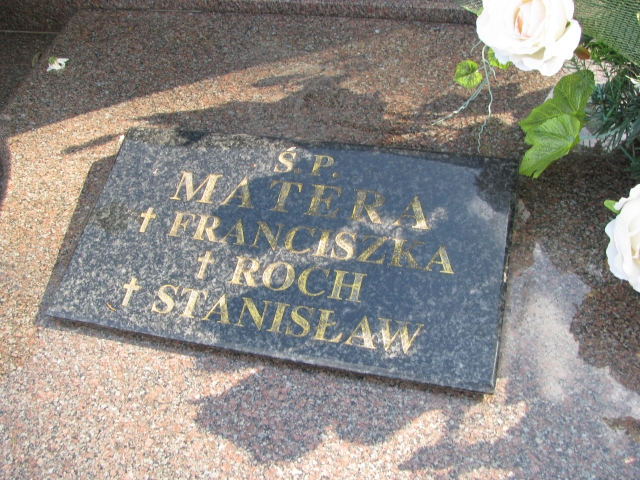 Ś.P.
MATERA
† FRANCISZKA
† ROCH
† STANISŁAW